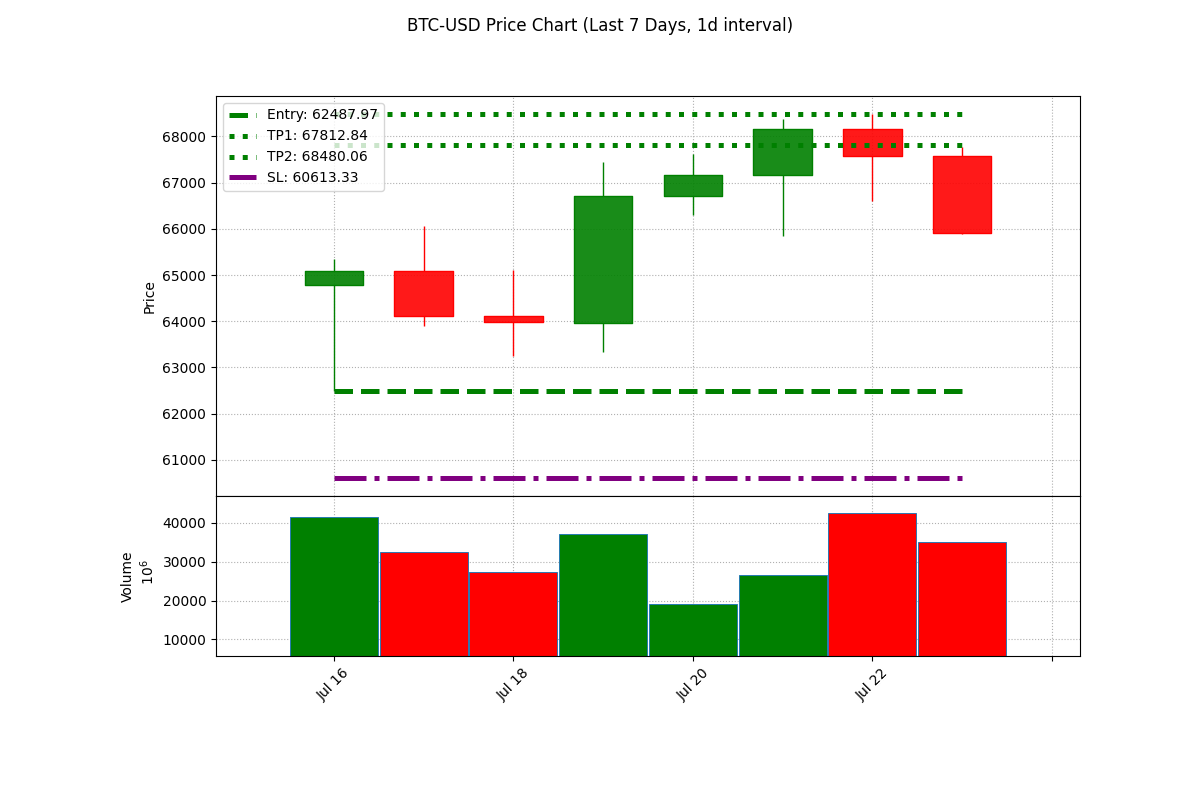 BTC-USD Price Chart (Last 7 Days, 1d interval)
Entry: 62487.97
TP1: 67812.84
TP2: 68480.06
SL: 60613.33
68000
67000
66000
65000
64000
63000
62000
61000
Price
40000
30000
20000
10000
Volume
10⁶
Jul 16
Jul 18
Jul 20
Jul 22